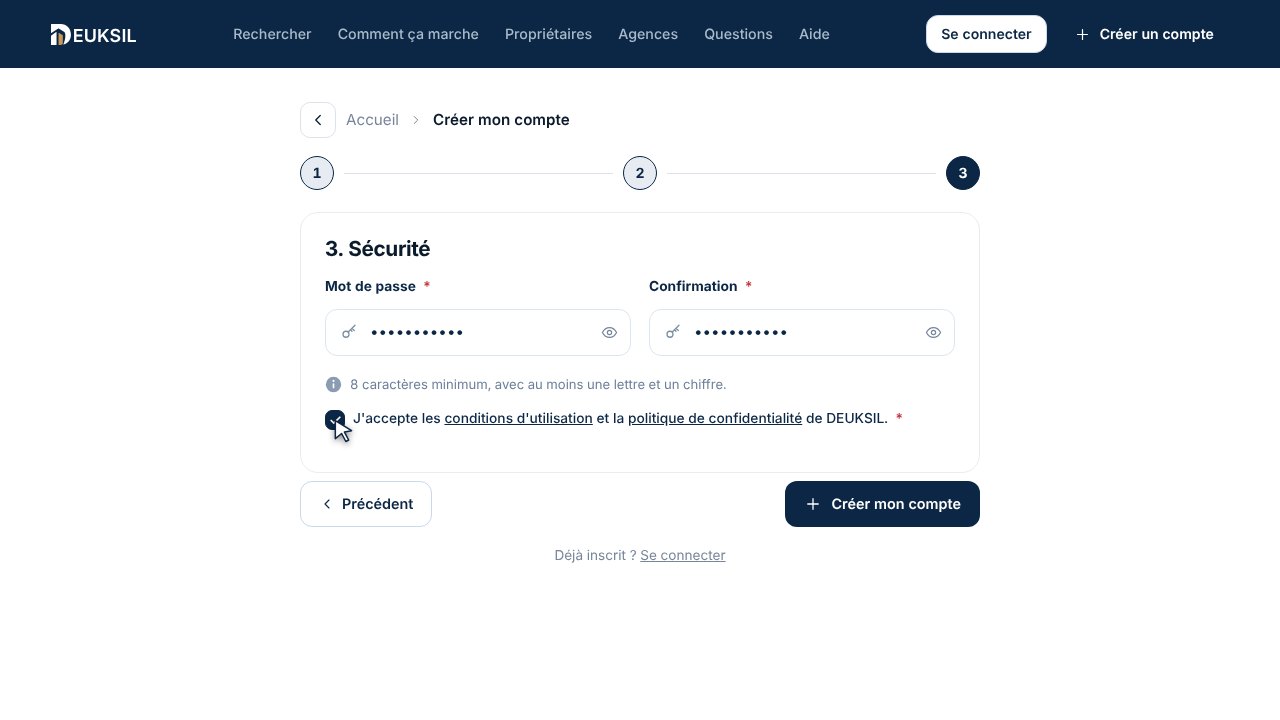 DEUKSIL Rechercher Comment ça marche Propriétaires Agences Questions Aide Se connecter Créer un compte
Accueil Créer mon compte
1 2 3
3. Sécurité
Mot de passe * Confirmation *
••••••••••• •••••••••••
8 caractères minimum, avec au moins une lettre et un chiffre.
J'accepte les conditions d'utilisation et la politique de confidentialité de DEUKSIL. *
Précédent Créer mon compte
Déjà inscrit ? Se connecter